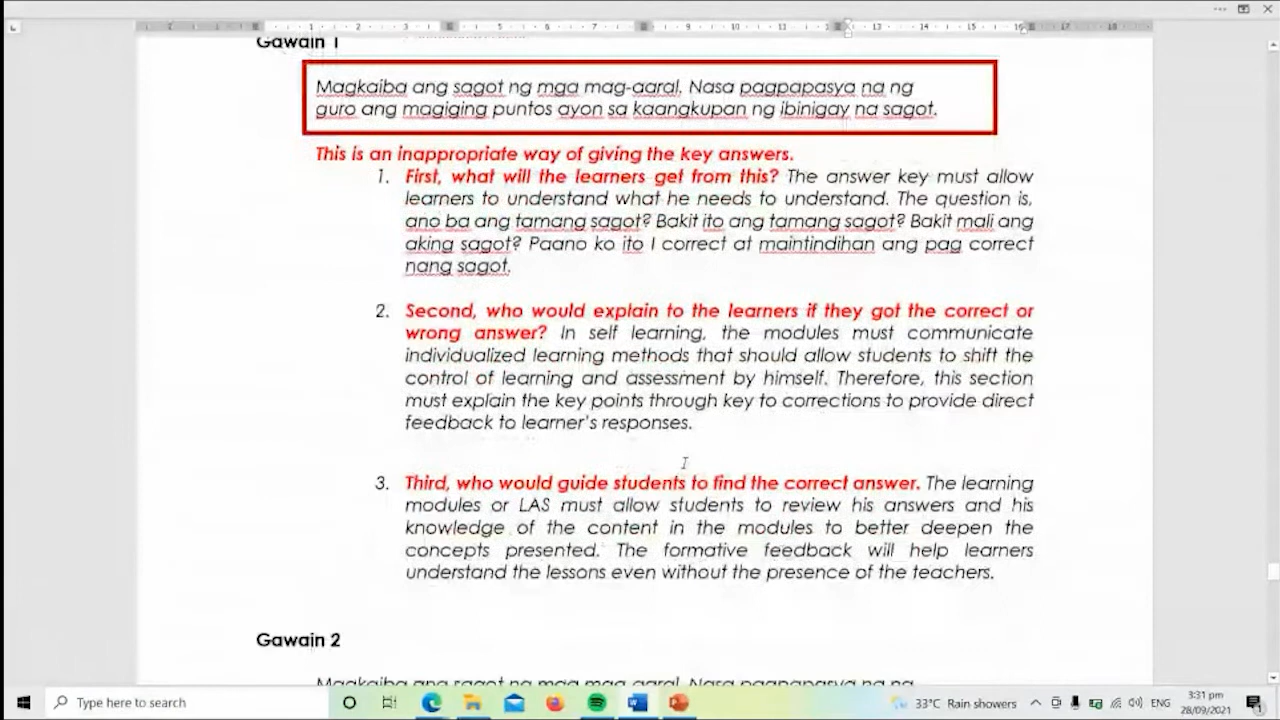 Gawain 1
Magkaiba ang sagot ng mga mag-aaral. Nasa pagpapasya na ng
guro ang magiging puntos ayon sa kaangkupan ng ibinigay na sagot.
This is an inappropriate way of giving the key answers.
1. First, what will the learners get from this? The answer key must allow
learners to understand what he needs to understand. The question is,
ano ba ang tamang sagot? Bakit ito ang tamang sagot? Bakit mali ang
aking sagot? Paano ko ito I correct at maintindihan ang pag correct
nang sagot.
2. Second, who would explain to the learners if they got the correct or
wrong answer? In self learning, the modules must communicate
individualized learning methods that should allow students to shift the
control of learning and assessment by himself. Therefore, this section
must explain the key points through key to corrections to provide direct
feedback to learner's responses.
3. Third, who would guide students to find the correct answer. The learning
modules or LAS must allow students to review his answers and his
knowledge of the content in the modules to better deepen the
concepts presented. The formative feedback will help learners
understand the lessons even without the presence of the teachers.
Gawain 2
Magkaiba ang sagot ng mga mag-aaral. Nasa pagpapasya na ng
Type here to search
33°C Rain showers
ENG
3:31 pm
28/09/2021